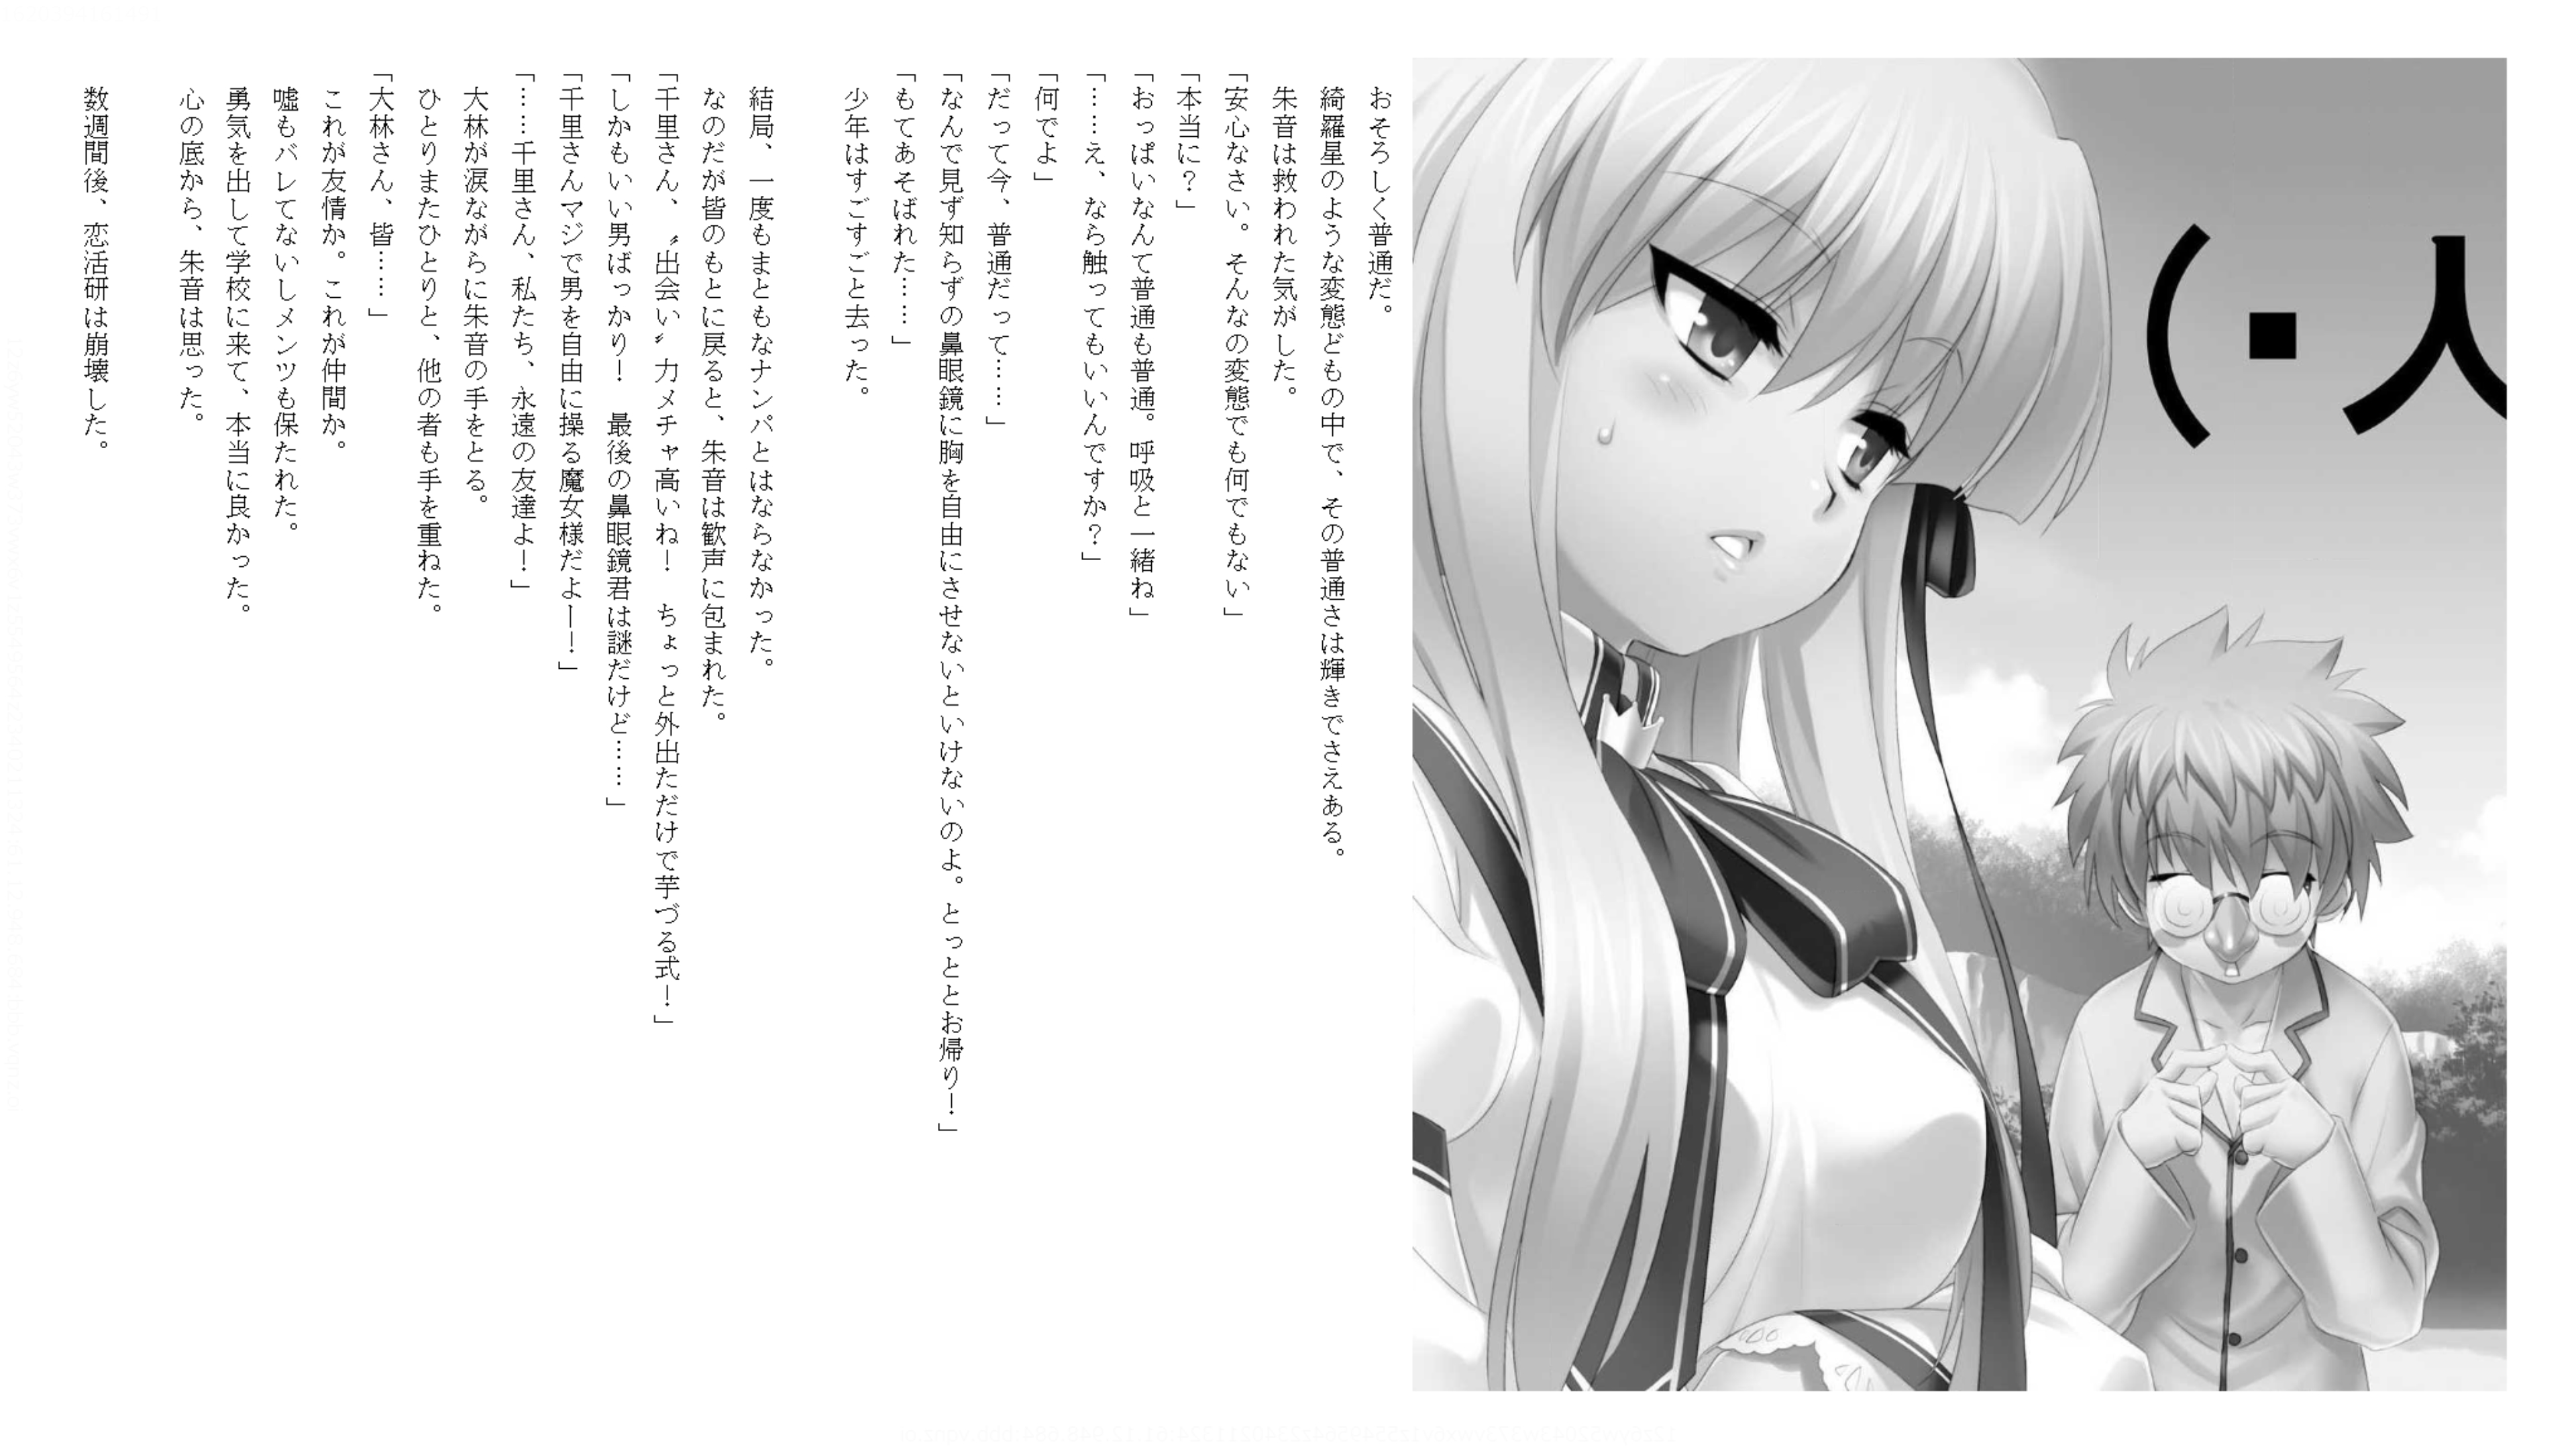 (・人
おそろしく普通だ。
綺羅星のような変態どもの中で、その普通さは輝きでさえある。
朱音は救われた気がした。
「安心なさい。そんなの変態でも何でもない」
「本当に？」
「おっぱいなんて普通も普通。呼吸と一緒ね」
「……え、なら触ってもいいんですか？」
「何でよ」
「だって今、普通だって……」
「なんで見ず知らずの鼻眼鏡に胸を自由にさせないといけないのよ。とっととお帰り！」
「もてあそばれた……」
少年はすごすごと去った。
結局、一度もまともなナンパとはならなかった。
なのだが皆のもとに戻ると、朱音は歓声に包まれた。
「千里さん、〝出会い〟力メチャ高いね！　ちょっと外出ただけで芋づる式！」
「しかもいい男ばっかり！　最後の鼻眼鏡君は謎だけど……」
「千里さんマジで男を自由に操る魔女様だよー！」
「……千里さん、私たち、永遠の友達よ！」
大林が涙ながらに朱音の手をとる。
ひとりまたひとりと、他の者も手を重ねた。
「大林さん、皆……」
これが友情か。これが仲間か。
嘘もバレてないしメンツも保たれた。
勇気を出して学校に来て、本当に良かった。
心の底から、朱音は思った。
数週間後、恋活研は崩壊した。